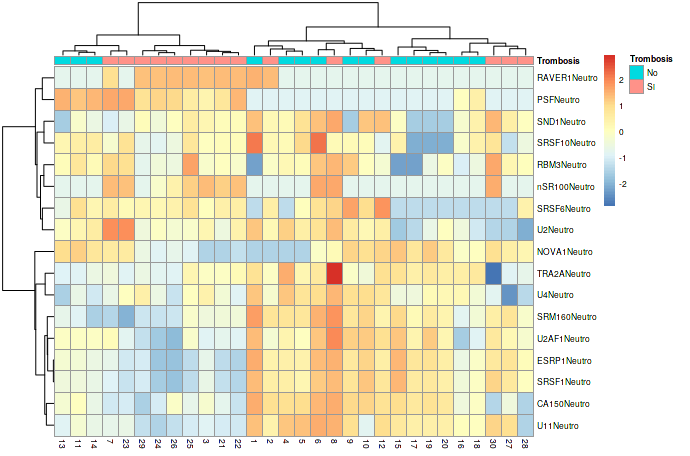 Trombosis
Trombosis
No
SI
2
1
0
-1
-2
RAVER1Neutro
PSFNeutro
SND1Neutro
SRSF10Neutro
RBM3Neutro
nSR100Neutro
SRSF6Neutro
U2Neutro
NOVA1Neutro
TRA2ANeutro
U4Neutro
SRM160Neutro
U2AF1Neutro
ESRP1Neutro
SRSF1Neutro
CA150Neutro
U11Neutro
13 11 14 7 23 29 24 26 25 3 21 22 1 2 4 5 6 8 9 10 12 15 17 19 20 16 18 30 27 28